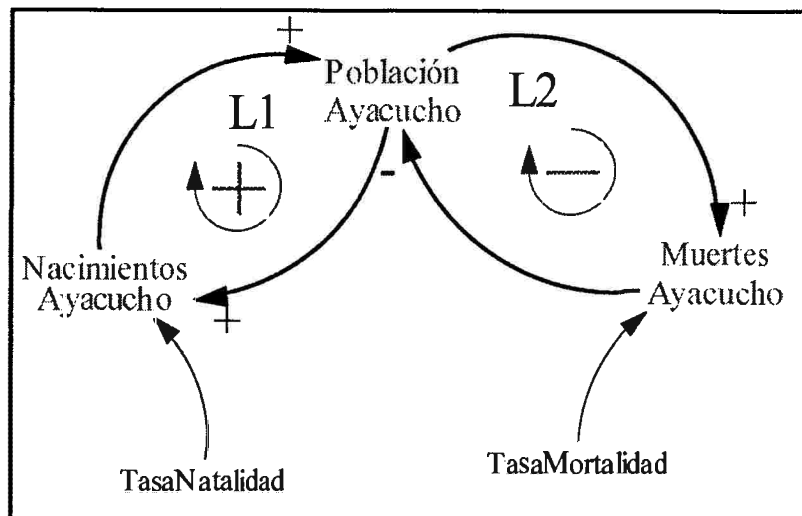 +
Población
Ayacucho
L1
L2
+
-
—
+
Nacimientos
Ayacucho
+
Muertes
Ayacucho
TasaNatalidad
TasaMortalidad